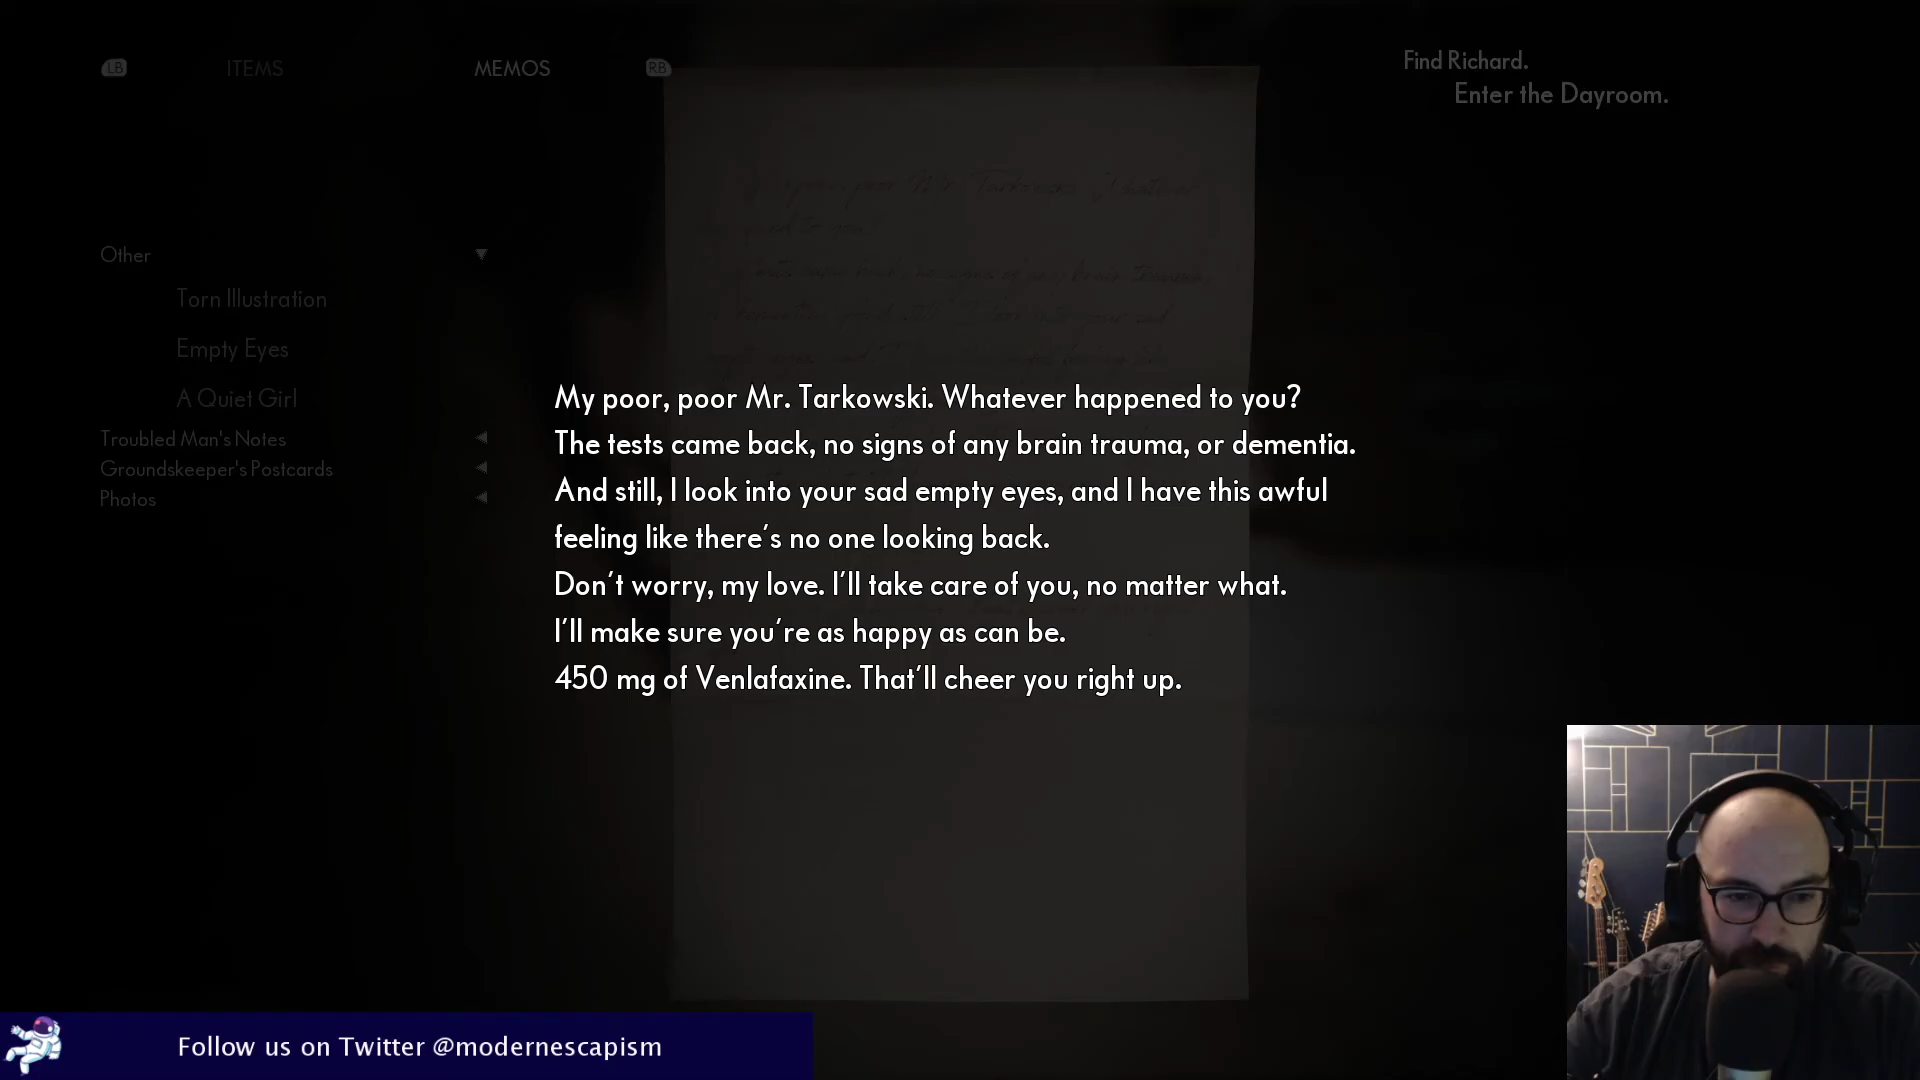 LB
ITEMS
MEMOS
RB
Find Richard.
Enter the Dayroom.
Other
Torn Illustration
Empty Eyes
A Quiet Girl
Troubled Man's Notes
Groundskeeper's Postcards
Photos
My poor, poor Mr. Tarkowski. Whatever happened to you?
The tests came back, no signs of any brain trauma, or dementia.
And still, I look into your sad empty eyes, and I have this awful
feeling like there's no one looking back.
Don't worry, my love. I'll take care of you, no matter what.
I'll make sure you're as happy as can be.
450 mg of Venlafaxine. That'll cheer you right up.
Follow us on Twitter @modernescapism